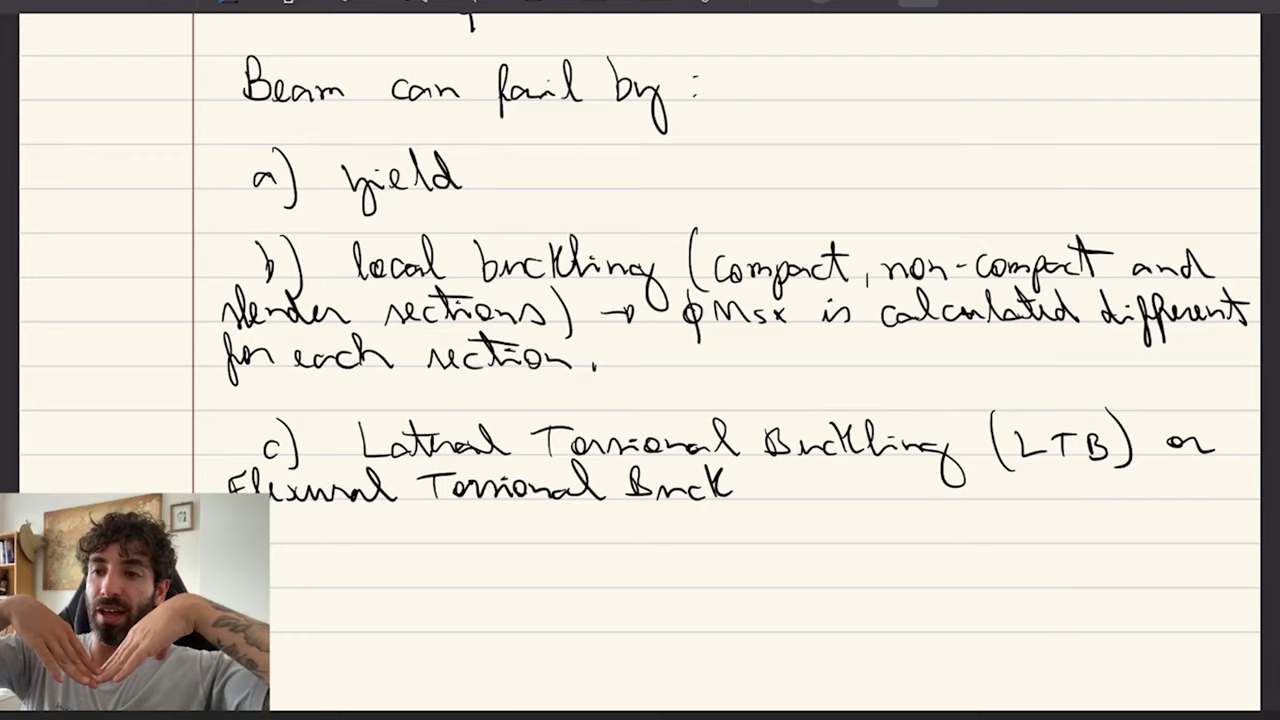 Beam can fail by :
a) yield
b) local buckling (compact, non-compact and
slender sections) → ϕMsx is calculated different
for each section.
c) Lateral Torsional Buckling (LTB) or
Flexural Torsional Buck